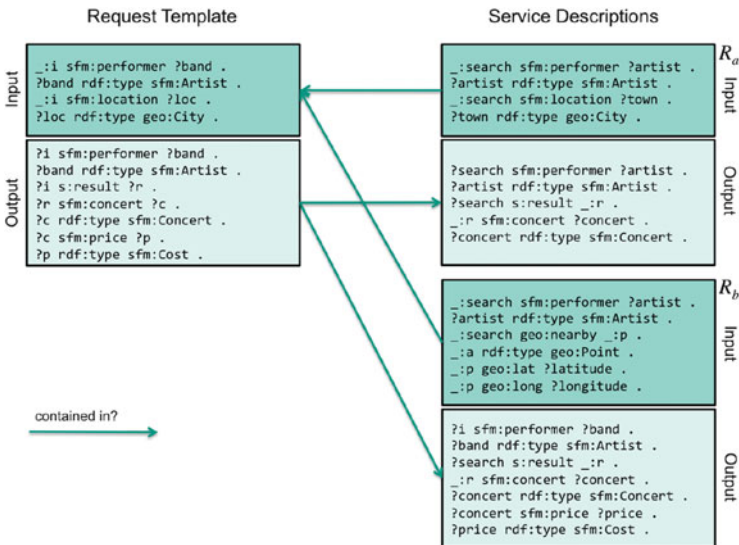 Request Template
Input
_:i sfm:performer ?band .
?band rdf:type sfm:Artist .
_:i sfm:location ?loc .
?loc rdf:type geo:City .
Output
?i sfm:performer ?band .
?band rdf:type sfm:Artist .
?i s:result ?r .
?r sfm:concert ?c .
?c rdf:type sfm:Concert .
?c sfm:price ?p .
?p rdf:type sfm:Cost .
contained in?
Service Descriptions
Ra
Input
_:search sfm:performer ?artist .
?artist rdf:type sfm:Artist .
_:search sfm:location ?town .
?town rdf:type geo:City .
Output
?search sfm:performer ?artist .
?artist rdf:type sfm:Artist .
?search s:result _:r .
_:r sfm:concert ?concert .
?concert rdf:type sfm:Concert .
Rb
Input
_:search sfm:performer ?artist .
?artist rdf:type sfm:Artist .
_:search geo:nearby _:p .
_:a rdf:type geo:Point .
_:p geo:lat ?latitude .
_:p geo:long ?longitude .
Output
?i sfm:performer ?band .
?band rdf:type sfm:Artist .
?search s:result _:r .
_:r sfm:concert ?concert .
?concert rdf:type sfm:Concert .
?concert sfm:price ?price .
?price rdf:type sfm:Cost .